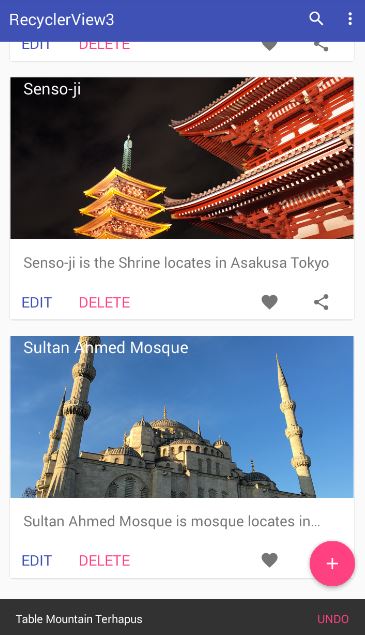 RecyclerView3
EDIT DELETE
Senso-ji
Senso-ji is the Shrine locates in Asakusa Tokyo
EDIT DELETE
Sultan Ahmed Mosque
Sultan Ahmed Mosque is mosque locates in...
EDIT DELETE
Table Mountain Terhapus UNDO